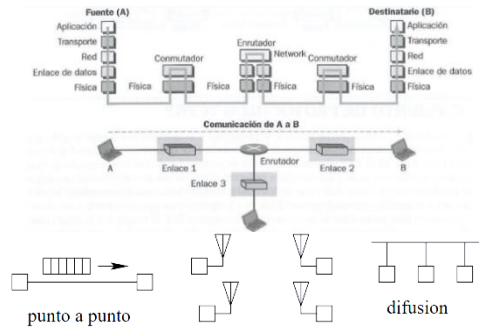 Fuente (A)
Destinatario (B)
Aplicación
Transporte
Red
Enlace de datos
Física
Física
Conmutador
Física
Enrutador
Network
Física
Conmutador
Física
Aplicación
Transporte
Red
Enlace de datos
Física
Comunicación de A a B
A
Enlace 1
Enrutador
Enlace 2
B
Enlace 3
punto a punto
difusion